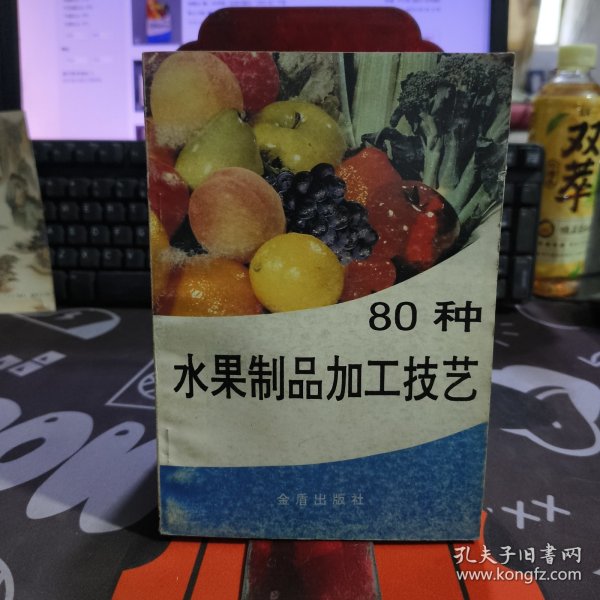 80 种
水果制品加工技艺
金盾出版社
双萃
孔夫子旧书网
www.kongfz.com